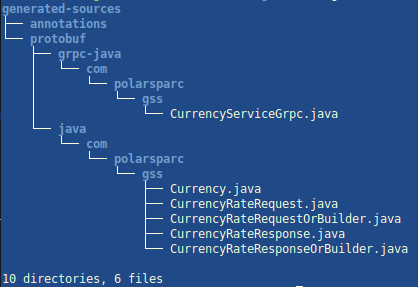 generated-sources
├── annotations
└── protobuf
    ├── grpc-java
    │   └── com
    │       └── polarsparc
    │           └── gss
    │               └── CurrencyServiceGrpc.java
    └── java
        └── com
            └── polarsparc
                └── gss
                    ├── Currency.java
                    ├── CurrencyRateRequest.java
                    ├── CurrencyRateRequestOrBuilder.java
                    ├── CurrencyRateResponse.java
                    └── CurrencyRateResponseOrBuilder.java
10 directories, 6 files